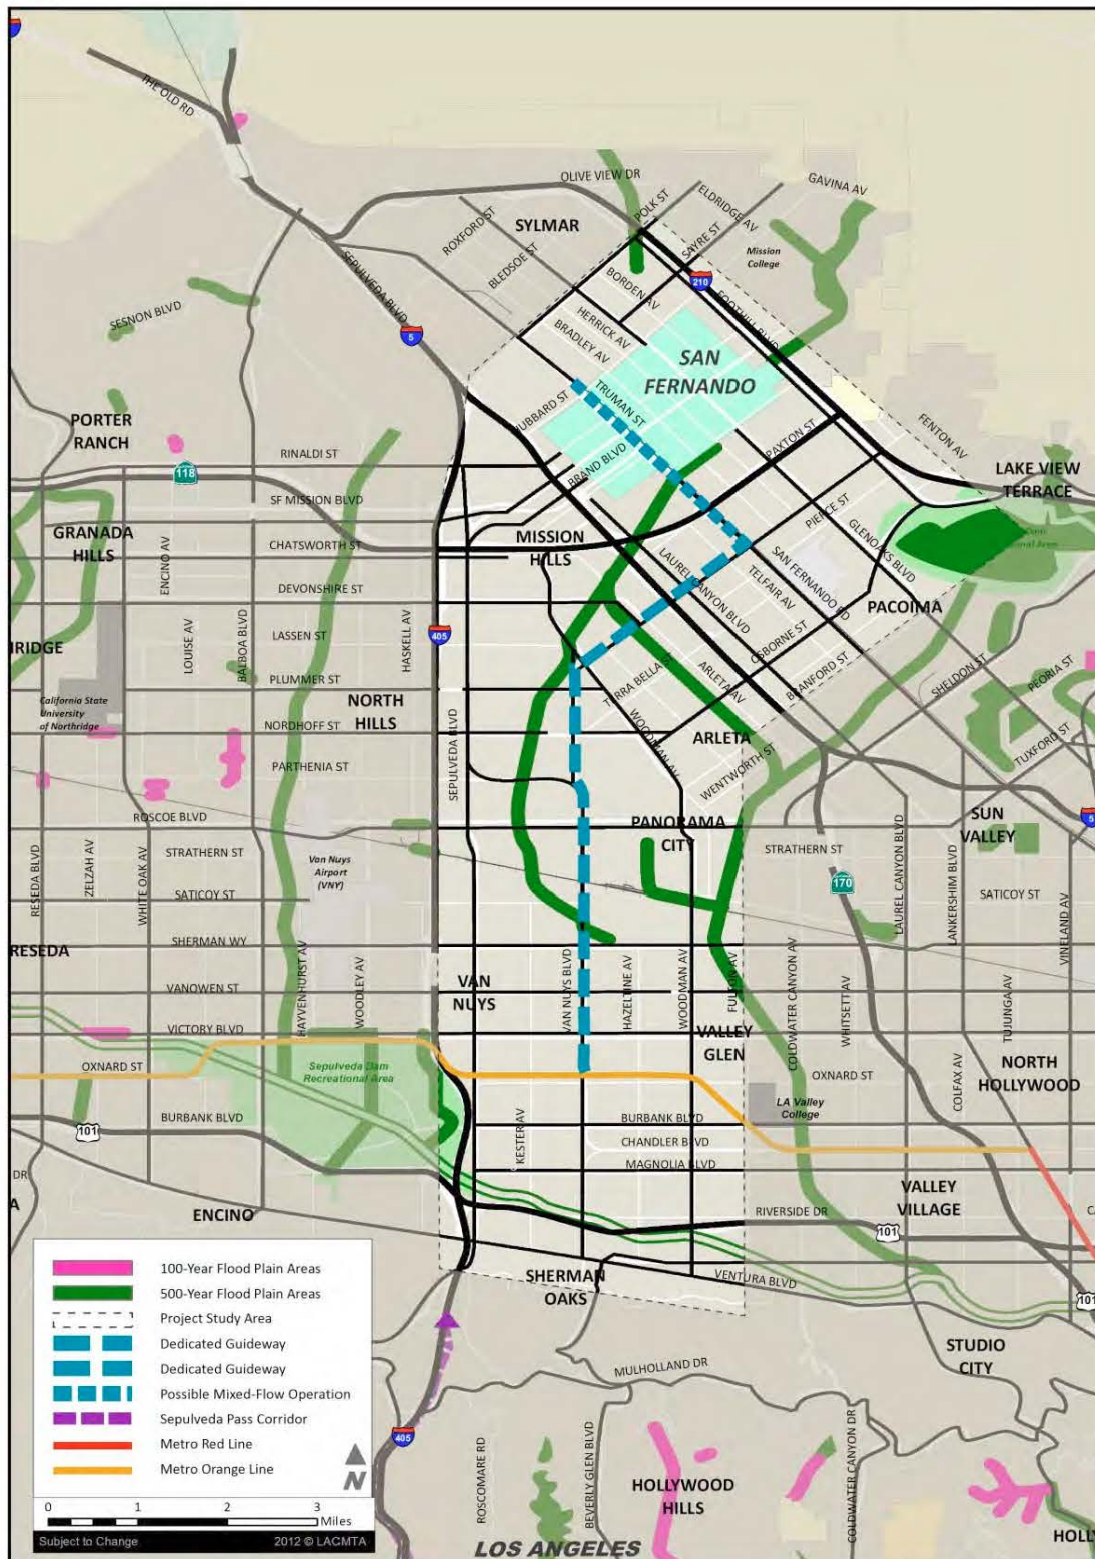 THE OLD RD
OLIVE VIEW DR
GAVINA AV
POLK ST
ELDRIDGE AV
SAYRE ST
ROXFORD ST
SYLMAR
BLEDSOE ST
Mission
College
SEPULVEDA BLVD
BORDEN AV
210
FOOTHILL BLVD
SESNON BLVD
HERRICK AV
BRADLEY AV
5
SAN
FERNANDO
TRUMAN ST
HUBBARD ST
PORTER
RANCH
FENTON AV
PAXTON ST
RINALDI ST
BRAND BLVD
118
LAKE VIEW
TERRACE
SF MISSION BLVD
PIERCE ST
GRANADA
HILLS
MISSION
HILLS
GLENOAKS BLVD
CHATSWORTH ST
ENCINO AV
LAUREL CANYON BLVD
SAN FERNANDO RD
TELFAIR AV
DEVONSHIRE ST
PACOIMA
HASKELL AV
405
LASSEN ST
LOUISE AV
BALBOA BLVD
OSBORNE ST
SHELDON ST
PEORIA ST
PLUMMER ST
TERRA BELLA ST
ARLETA AV
BRANFORD ST
California State
University
of Northridge
NORTH
HILLS
NORDHOFF ST
WOODMAN AV
ARLETA
TUXFORD ST
PARTHENIA ST
SEPULVEDA BLVD
WENTWORTH ST
ROSCOE BLVD
PANORAMA
CITY
SUN
VALLEY
5
STRATHERN ST
STRATHERN ST
Van Nuys
Airport
(VNY)
170
RESEDA BLVD
ZELZAH AV
WHITE OAK AV
SATICOY ST
LAUREL CANYON BLVD
LANKERSHIM BLVD
SATICOY ST
VINELAND AV
SHERMAN WY
RESEDA
VAN
NUYS
VANOWEN ST
HAYVENHURST AV
WOODLEY AV
VAN NUYS BLVD
HAZELTINE AV
WOODMAN AV
FULTON AV
COLDWATER CANYON AV
WHITSETT AV
TUJUNGA AV
VICTORY BLVD
VALLEY
GLEN
OXNARD ST
Sepulveda Dam
Recreational Area
OXNARD ST
COLFAX AV
NORTH
HOLLYWOOD
LA Valley
College
BURBANK BLVD
101
KESTER AV
BURBANK BLVD
CHANDLER BLVD
MAGNOLIA BLVD
DR
VALLEY
VILLAGE
ENCINO
RIVERSIDE DR
101
SHERMAN
OAKS
VENTURA BLVD
101
STUDIO
CITY
MULHOLLAND DR
405
ROSCOMARE RD
BEVERLY GLEN BLVD
COLDWATER CANYON DR
HOLLYWOOD
HILLS
LOS ANGELES
100-Year Flood Plain Areas
500-Year Flood Plain Areas
Project Study Area
Dedicated Guideway
Dedicated Guideway
Possible Mixed-Flow Operation
Sepulveda Pass Corridor
Metro Red Line
Metro Orange Line
N
0 1 2 3
Miles
Subject to Change 2012 © LACMTA